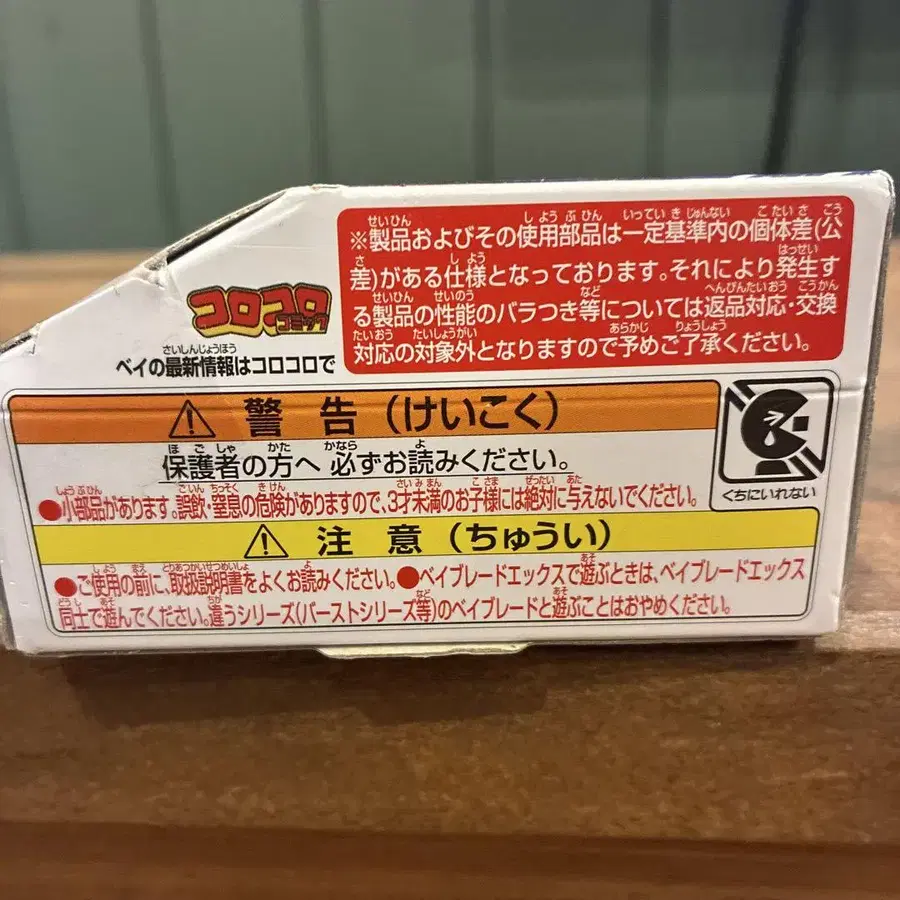 ※製品およびその使用部品は一定基準内の個体差(公
差)がある仕様となっております。それにより発生す
る製品の性能のバラつき等については返品対応・交換
対応の対象外となりますので予めご了承ください。
コロコロ
コミック
ベイの最新情報はコロコロで
警告(けいこく)
保護者の方へ 必ずお読みください。
●小部品があります。誤飲・窒息の危険がありますので、3才未満のお子様には絶対に与えないでください。
くちにいれない
注意(ちゅうい)
●ご使用の前に、取扱説明書をよくお読みください。●ベイブレードエックスで遊ぶときは、ベイブレードエックス
同士で遊んでください。違うシリーズ(バーストシリーズ等)のベイブレードと遊ぶことはおやめください。